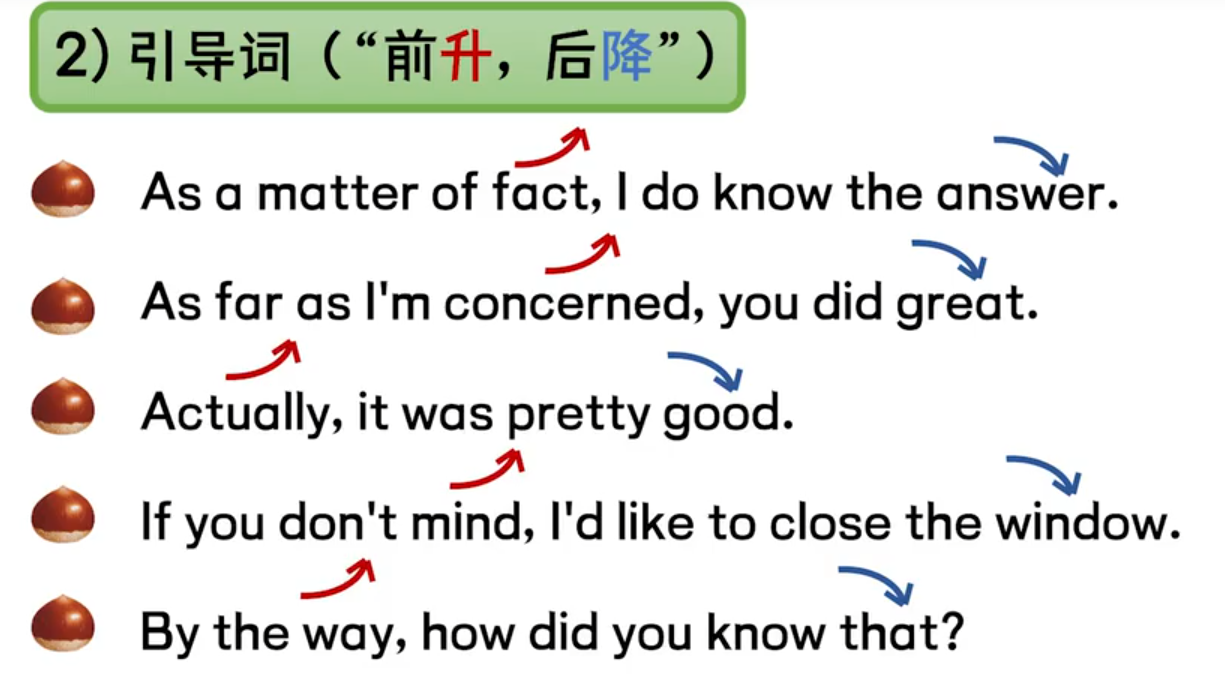 2) 引导词（“前升，后降”）
As a matter of fact, I do know the answer.
As far as I'm concerned, you did great.
Actually, it was pretty good.
If you don't mind, I'd like to close the window.
By the way, how did you know that?